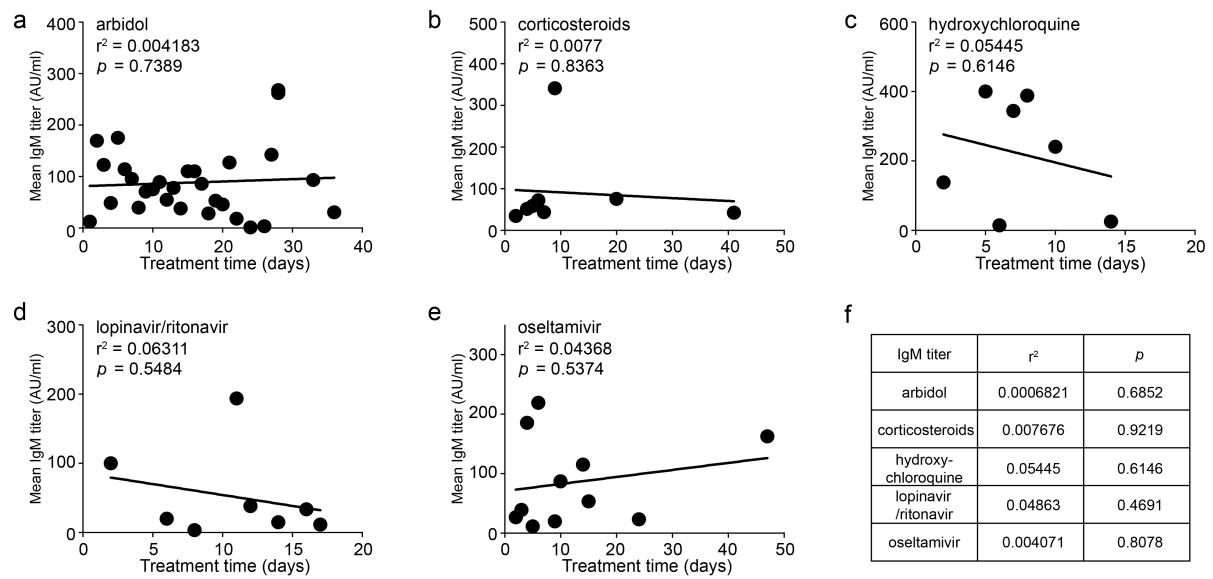 a
arbidol
r² = 0.004183
p = 0.7389
Mean IgM titer (AU/ml)
400
300
200
100
0
0 10 20 30 40
Treatment time (days)
b
corticosteroids
r² = 0.0077
p = 0.8363
Mean IgM titer (AU/ml)
500
400
300
200
100
0
0 10 20 30 40 50
Treatment time (days)
c
hydroxychloroquine
r² = 0.05445
p = 0.6146
Mean IgM titer (AU/ml)
600
400
200
0
0 5 10 15 20
Treatment time (days)
d
lopinavir/ritonavir
r² = 0.06311
p = 0.5484
Mean IgM titer (AU/ml)
300
200
100
0
0 5 10 15 20
Treatment time (days)
e
oseltamivir
r² = 0.04368
p = 0.5374
Mean IgM titer (AU/ml)
300
200
100
0
0 10 20 30 40 50
Treatment time (days)
f
IgM titer r² p
arbidol 0.0006821 0.6852
corticosteroids 0.007676 0.9219
hydroxy-
chloroquine 0.05445 0.6146
lopinavir
/ritonavir 0.04863 0.4691
oseltamivir 0.004071 0.8078